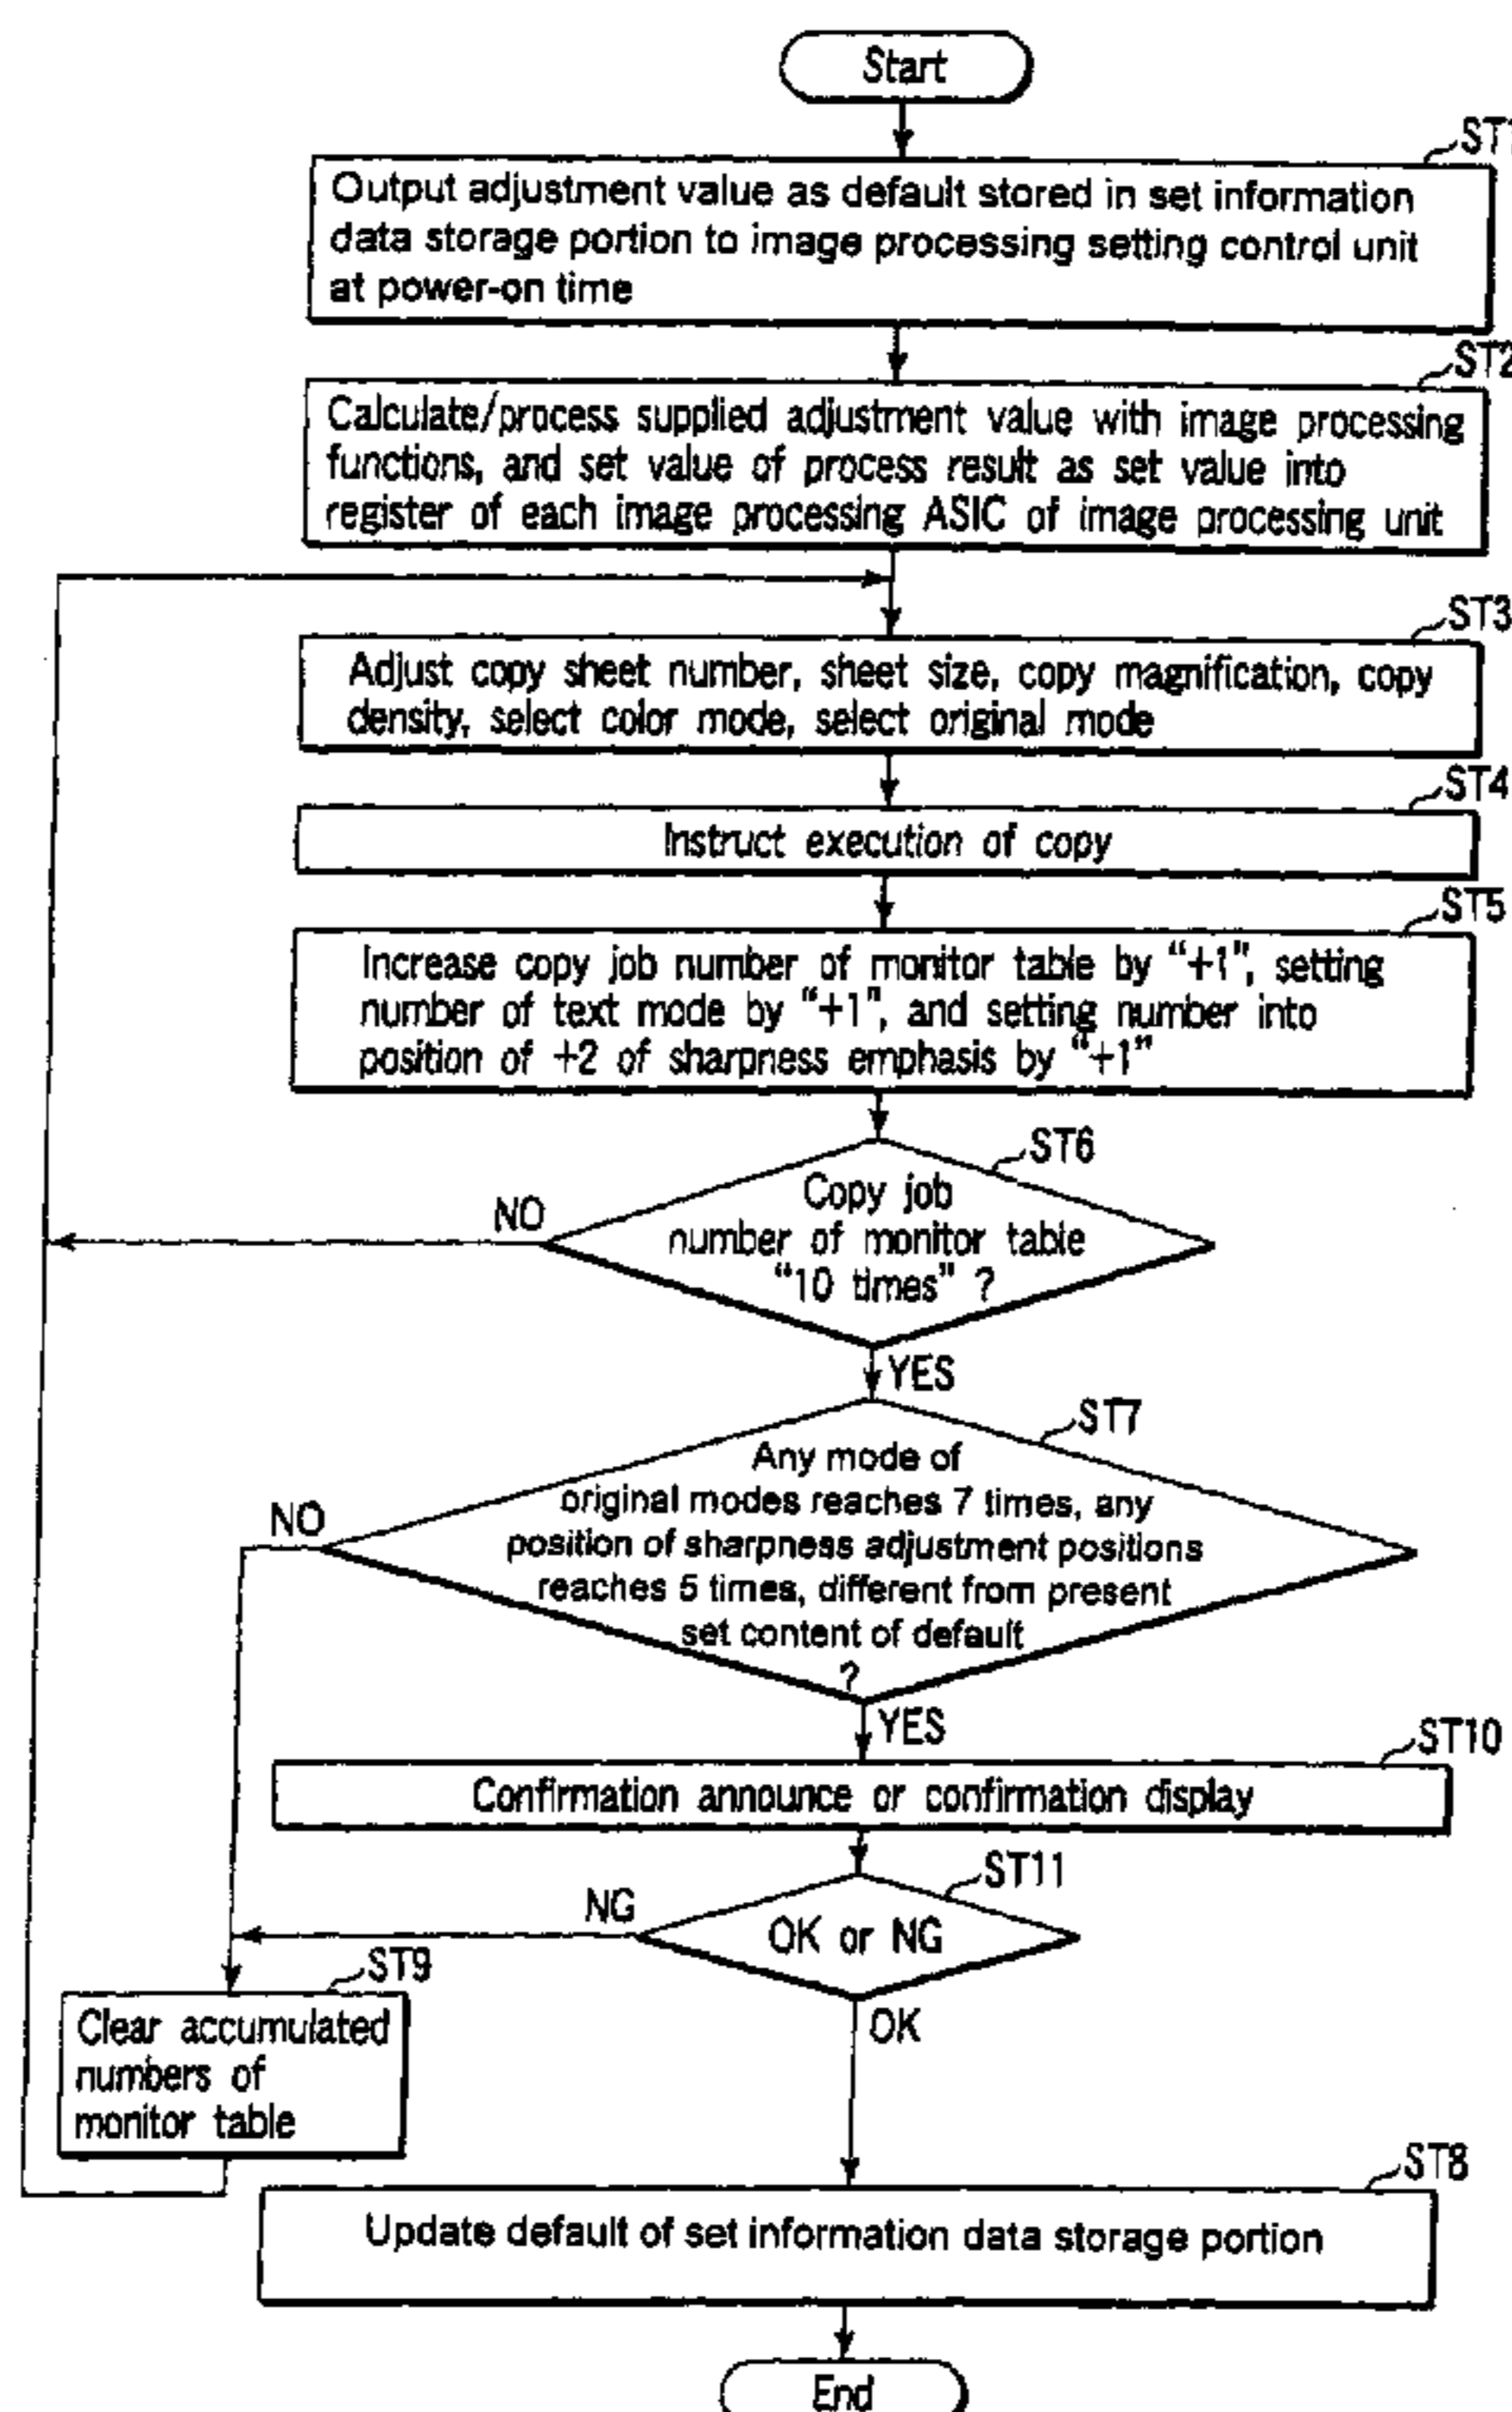 Start
ST1
Output adjustment value as default stored in set information
data storage portion to image processing setting control unit
at power-on time
ST2
Calculate/process supplied adjustment value with image processing
functions, and set value of process result as set value into
register of each image processing ASIC of image processing unit
ST3
Adjust copy sheet number, sheet size, copy magnification, copy
density, select color mode, select original mode
ST4
Instruct execution of copy
ST5
Increase copy job number of monitor table by “+1”, setting
number of text mode by “+1”, and setting number into
position of +2 of sharpness emphasis by “+1”
ST6
Copy job
number of monitor table
“10 times” ?
NO
YES
ST7
Any mode of
original modes reaches 7 times, any
position of sharpness adjustment positions
reaches 5 times, different from present
set content of default
?
NO
YES
ST10
Confirmation announce or confirmation display
ST11
OK or NG
NG
OK
ST9
Clear accumulated
numbers of
monitor table
ST8
Update default of set information data storage portion
End